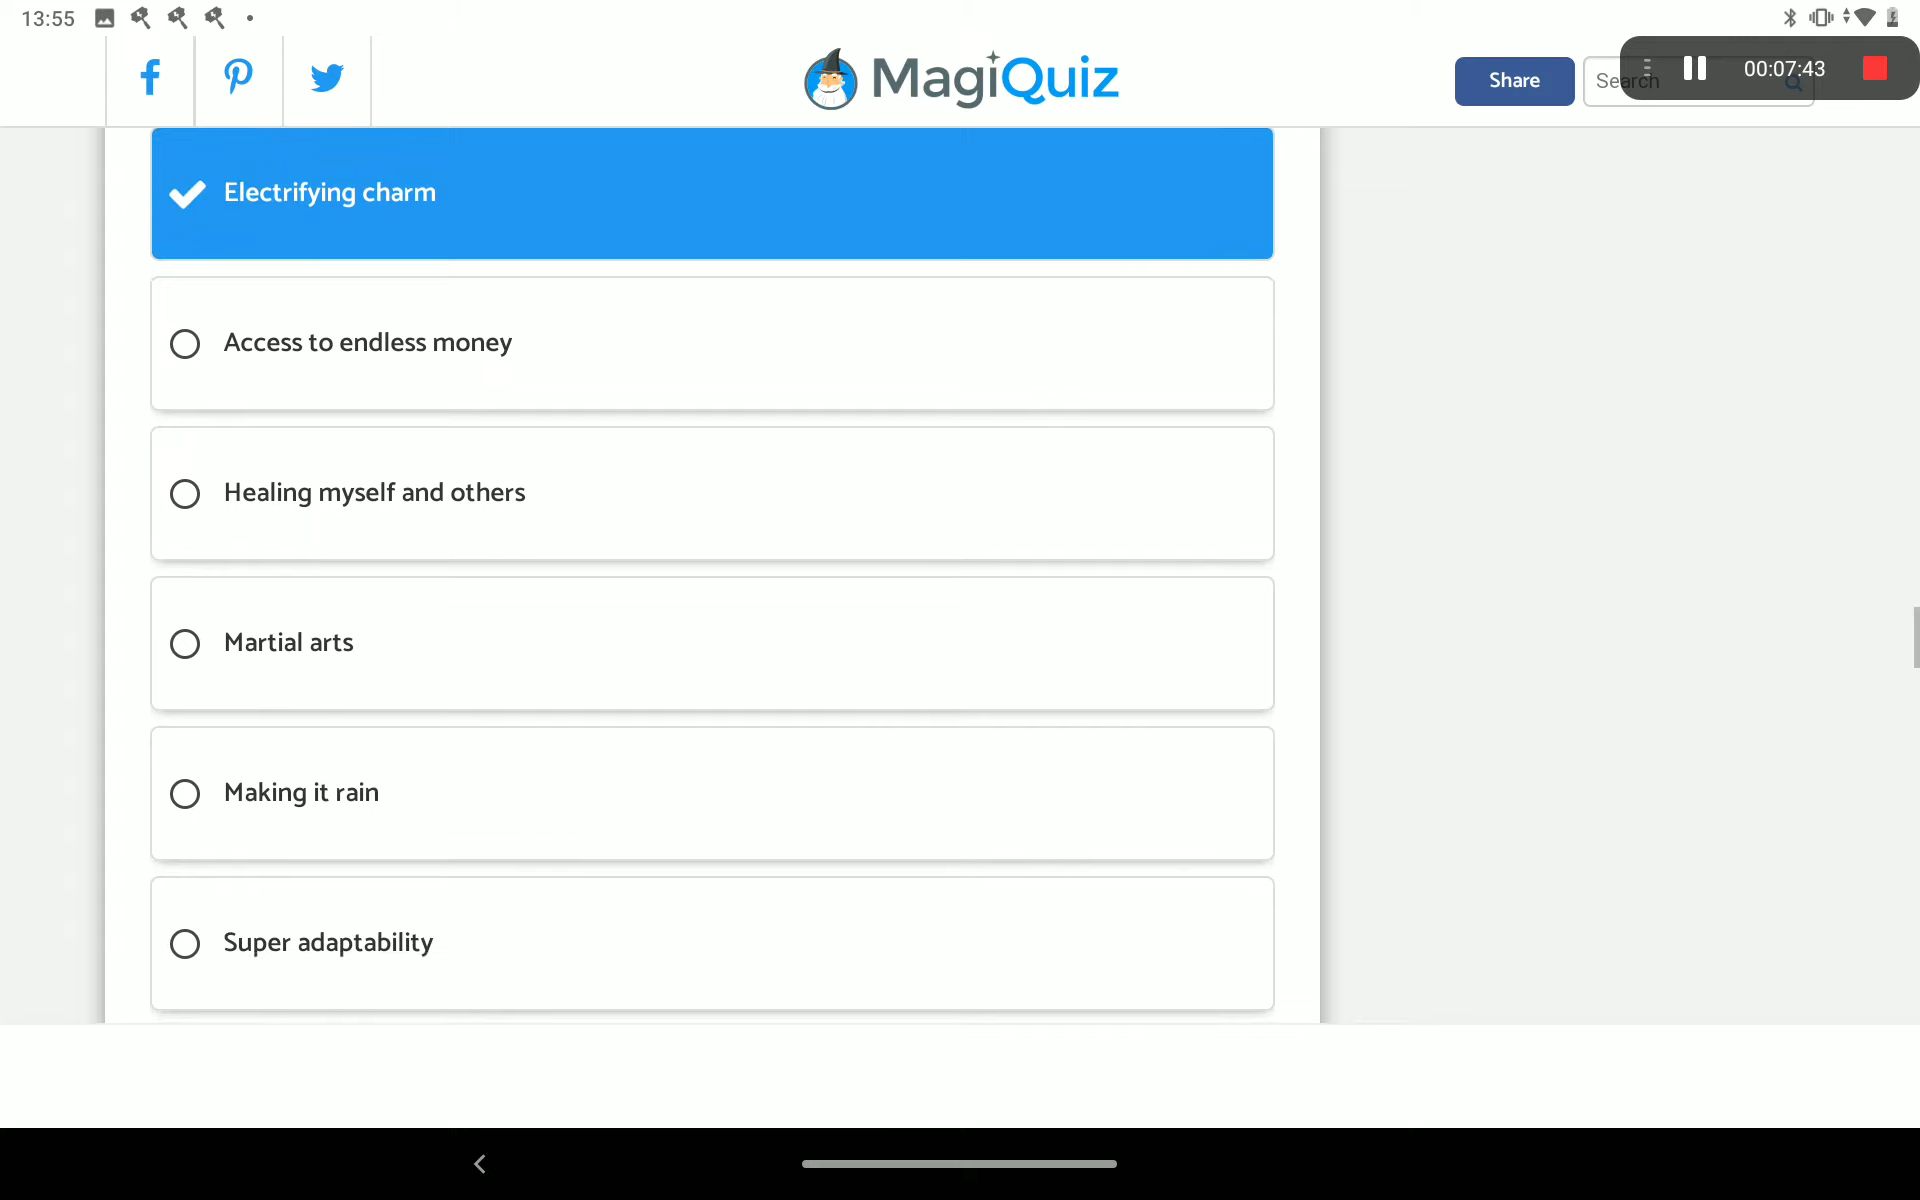 13:55
MagiQuiz
Share
Search
00:07:43
Electrifying charm
Access to endless money
Healing myself and others
Martial arts
Making it rain
Super adaptability